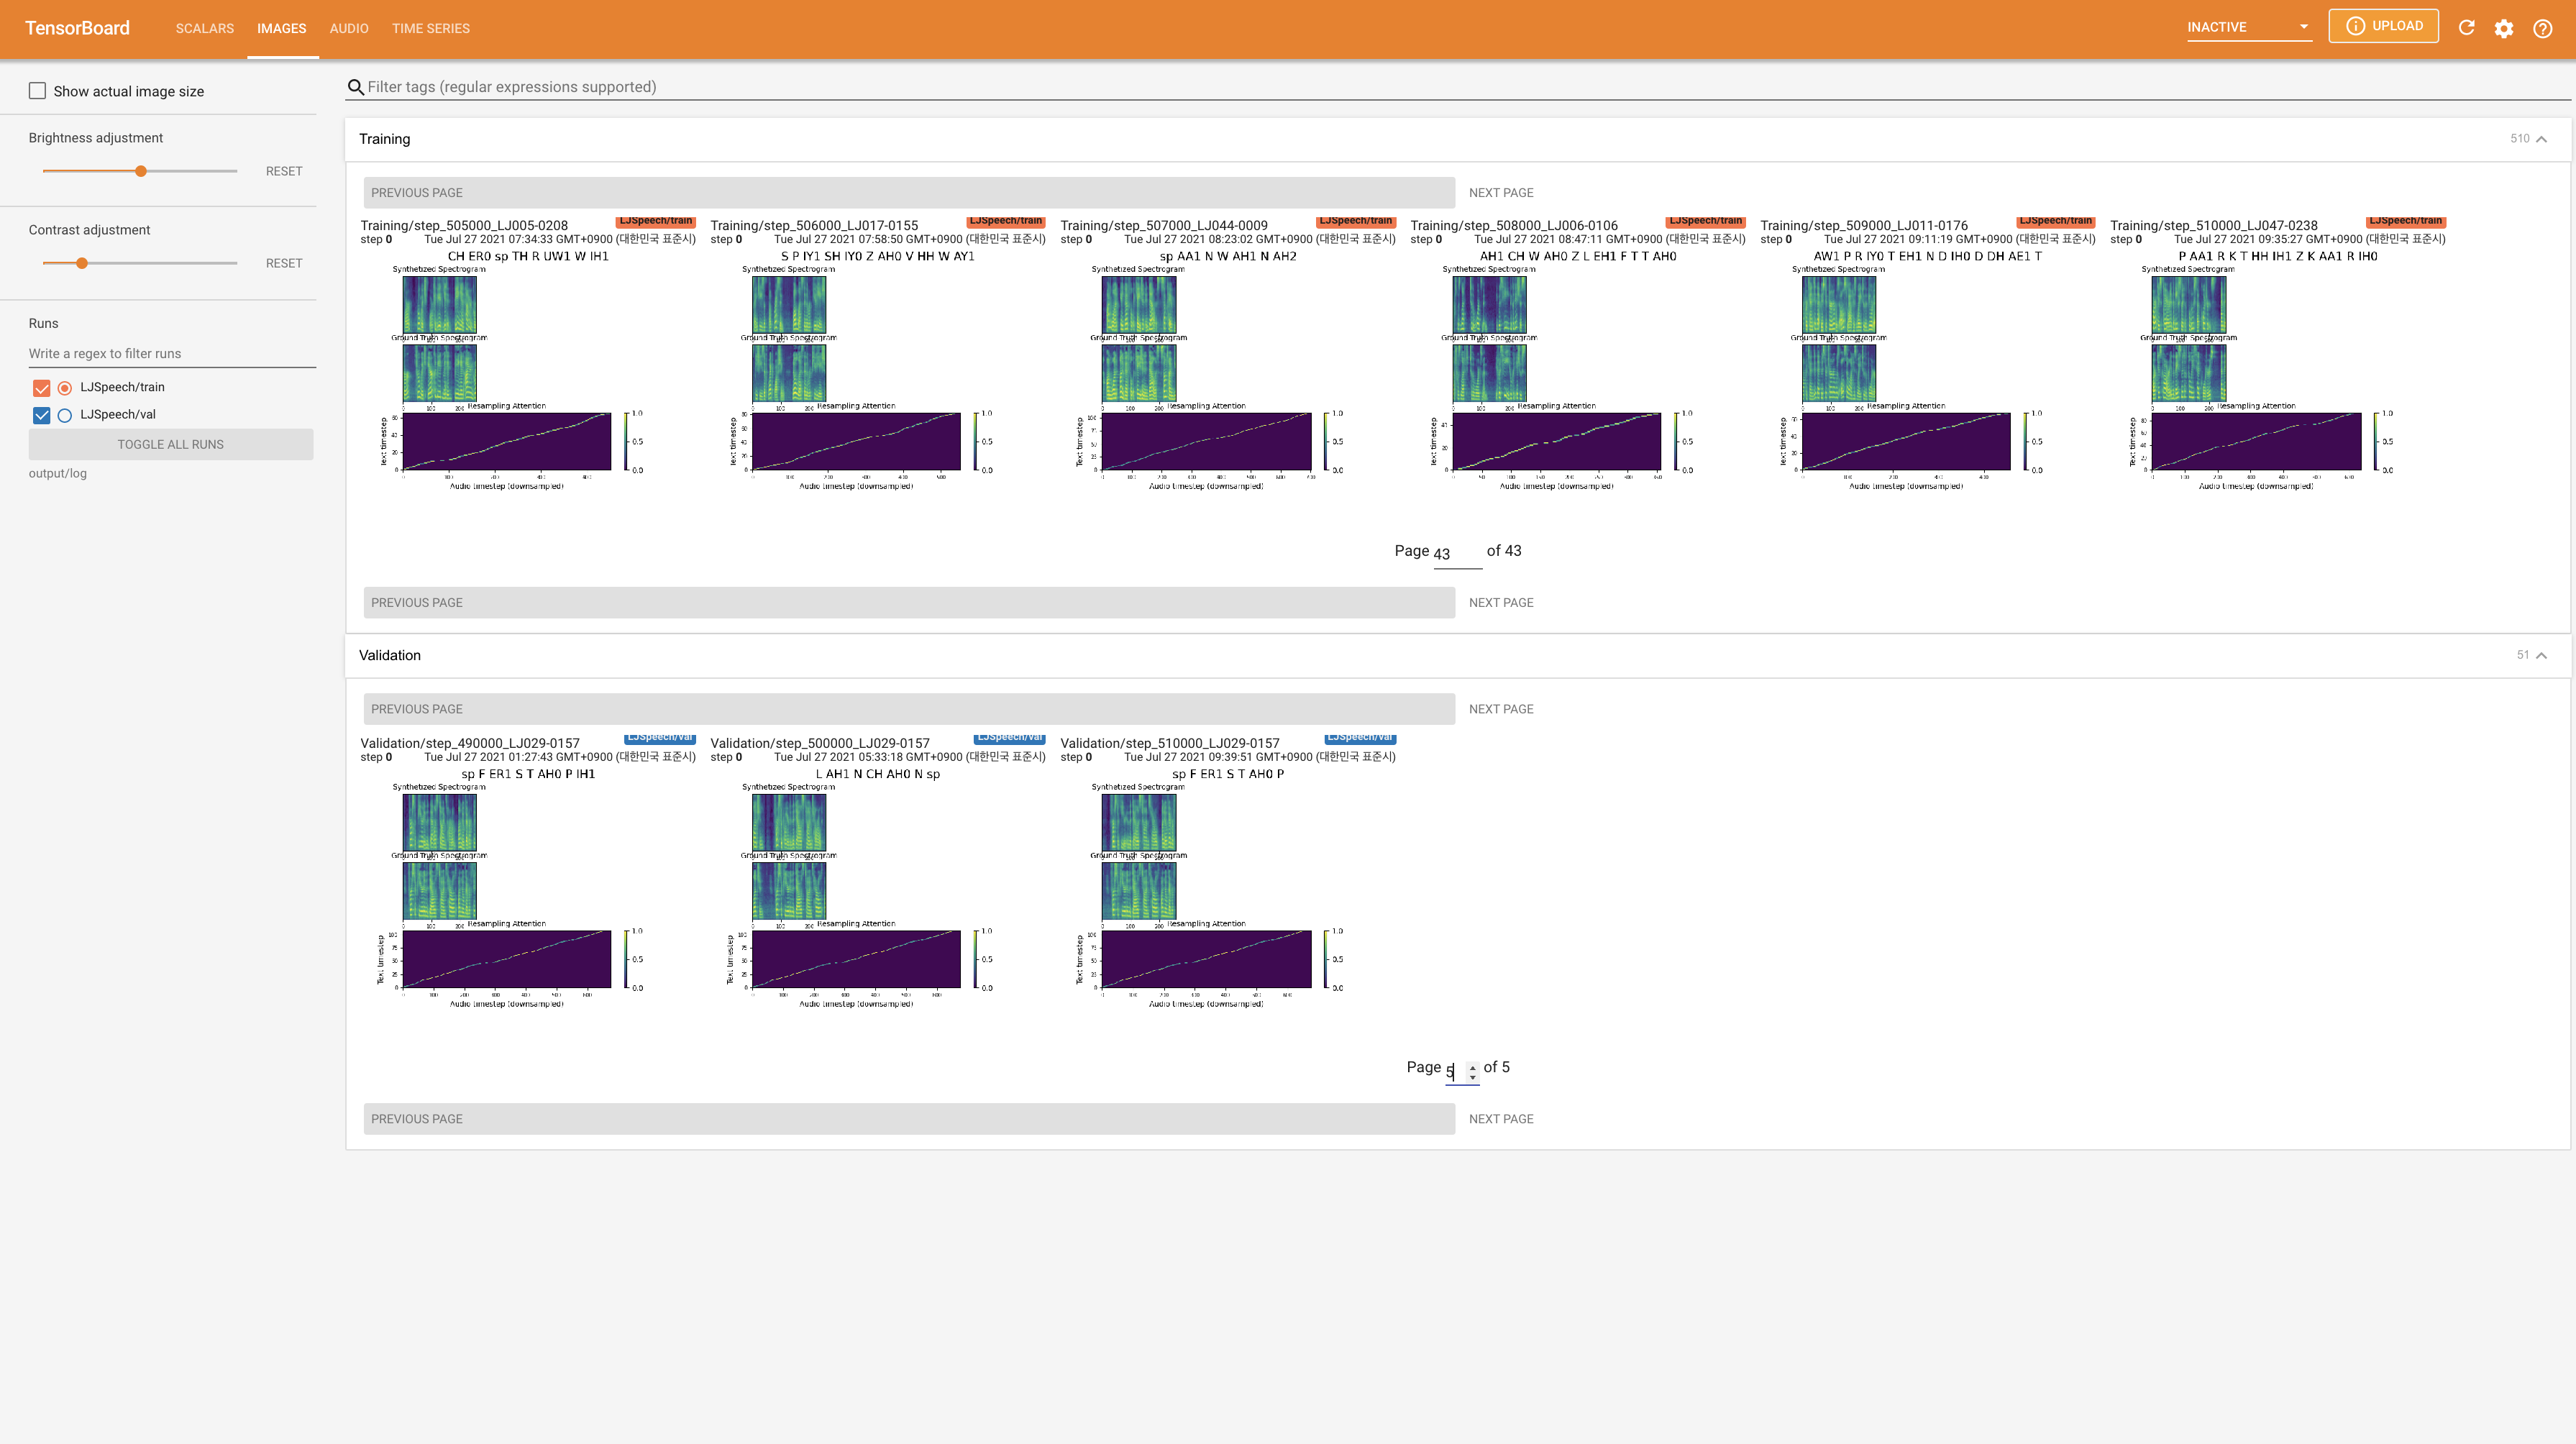 TensorBoard SCALARS IMAGES AUDIO TIME SERIES INACTIVE UPLOAD
Show actual image size
Brightness adjustment
RESET
Contrast adjustment
RESET
Runs
Write a regex to filter runs
LJSpeech/train
LJSpeech/val
TOGGLE ALL RUNS
output/log
Filter tags (regular expressions supported)
Training 510
PREVIOUS PAGE NEXT PAGE
Training/step_505000_LJ005-0208 LJSpeech/train
step 0 Tue Jul 27 2021 07:34:33 GMT+0900 (대한민국 표준시)
CH ER0 sp TH R UW1 W IH1
Synthetized Spectrogram
Ground Truth Spectrogram
Resampling Attention
Text timestep
Audio timestep (downsampled)
Training/step_506000_LJ017-0155 LJSpeech/train
step 0 Tue Jul 27 2021 07:58:50 GMT+0900 (대한민국 표준시)
S P IY1 SH IY0 Z AH0 V HH W AY1
Synthetized Spectrogram
Ground Truth Spectrogram
Resampling Attention
Text timestep
Audio timestep (downsampled)
Training/step_507000_LJ044-0009 LJSpeech/train
step 0 Tue Jul 27 2021 08:23:02 GMT+0900 (대한민국 표준시)
sp AA1 N W AH1 N AH2
Synthetized Spectrogram
Ground Truth Spectrogram
Resampling Attention
Text timestep
Audio timestep (downsampled)
Training/step_508000_LJ006-0106 LJSpeech/train
step 0 Tue Jul 27 2021 08:47:11 GMT+0900 (대한민국 표준시)
AH1 CH W AH0 Z L EH1 F T T AH0
Synthetized Spectrogram
Ground Truth Spectrogram
Resampling Attention
Text timestep
Audio timestep (downsampled)
Training/step_509000_LJ011-0176 LJSpeech/train
step 0 Tue Jul 27 2021 09:11:19 GMT+0900 (대한민국 표준시)
AW1 P R IY0 T EH1 N D IH0 D DH AE1 T
Synthetized Spectrogram
Ground Truth Spectrogram
Resampling Attention
Text timestep
Audio timestep (downsampled)
Training/step_510000_LJ047-0238 LJSpeech/train
step 0 Tue Jul 27 2021 09:35:27 GMT+0900 (대한민국 표준시)
P AA1 R K T HH IH1 Z K AA1 R IH0
Synthetized Spectrogram
Ground Truth Spectrogram
Resampling Attention
Text timestep
Audio timestep (downsampled)
Page 43 of 43
PREVIOUS PAGE NEXT PAGE
Validation 51
PREVIOUS PAGE NEXT PAGE
Validation/step_490000_LJ029-0157 LJSpeech/val
step 0 Tue Jul 27 2021 01:27:43 GMT+0900 (대한민국 표준시)
sp F ER1 S T AH0 P IH1
Synthetized Spectrogram
Ground Truth Spectrogram
Resampling Attention
Text timestep
Audio timestep (downsampled)
Validation/step_500000_LJ029-0157 LJSpeech/val
step 0 Tue Jul 27 2021 05:33:18 GMT+0900 (대한민국 표준시)
L AH1 N CH AH0 N sp
Synthetized Spectrogram
Ground Truth Spectrogram
Resampling Attention
Text timestep
Audio timestep (downsampled)
Validation/step_510000_LJ029-0157 LJSpeech/val
step 0 Tue Jul 27 2021 09:39:51 GMT+0900 (대한민국 표준시)
sp F ER1 S T AH0 P
Synthetized Spectrogram
Ground Truth Spectrogram
Resampling Attention
Text timestep
Audio timestep (downsampled)
Page 5 of 5
PREVIOUS PAGE NEXT PAGE